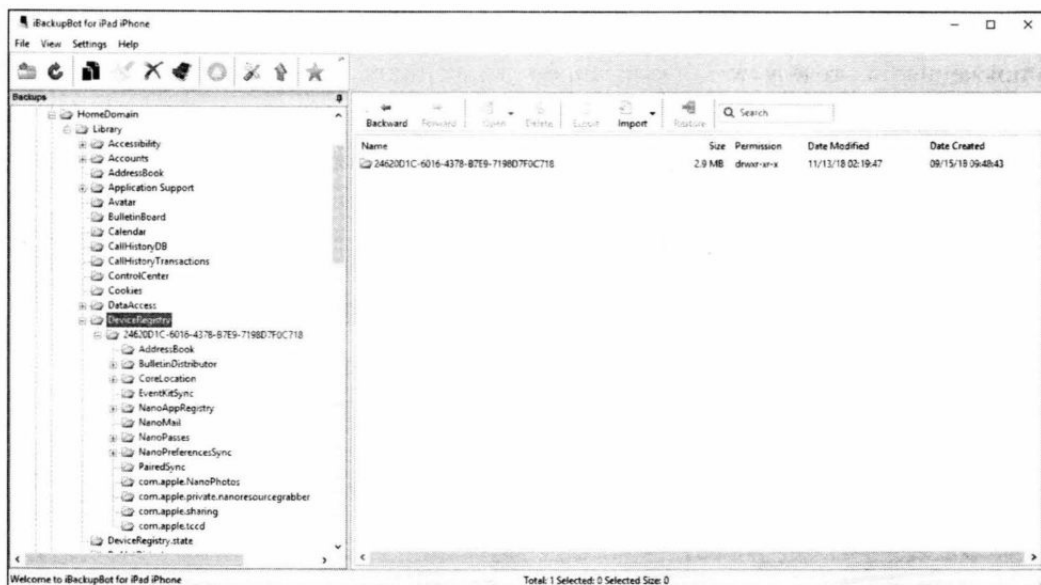 iBackupBot for iPad iPhone
File View Settings Help
Backups
HomeDomain
Library
Accessibility
Accounts
AddressBook
Application Support
Avatar
BulletinBoard
Calendar
CallHistoryDB
CallHistoryTransactions
ControlCenter
Cookies
DataAccess
DeviceRegistry
24620D1C-6016-4378-B7E9-7198D7F0C718
AddressBook
BulletinDistributor
CoreLocation
EventKitSync
NanoAppRegistry
NanoMail
NanoPasses
NanoPreferencesSync
PairedSync
com.apple.NanoPhotos
com.apple.private.nanoresourcegrabber
com.apple.sharing
com.apple.tccd
DeviceRegistry.state
Backward Forward Open Delete Export Import Restore Search
Name Size Permission Date Modified Date Created
24620D1C-6016-4378-B7E9-7198D7F0C718 2.9 MB drwxr-xr-x 11/13/18 02:19:47 09/15/18 09:48:43
Welcome to iBackupBot for iPad iPhone Total: 1 Selected: 0 Selected Size: 0